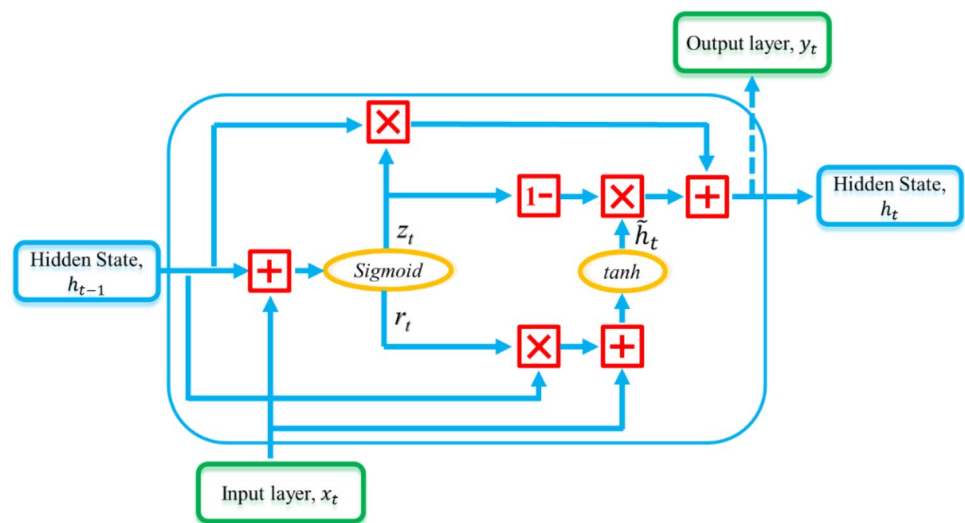 Output layer, y_t
×
1−
×
+
Hidden State,
h_t
z_t
h̃_t
Hidden State,
h_{t−1}
+
Sigmoid
tanh
r_t
×
+
Input layer, x_t